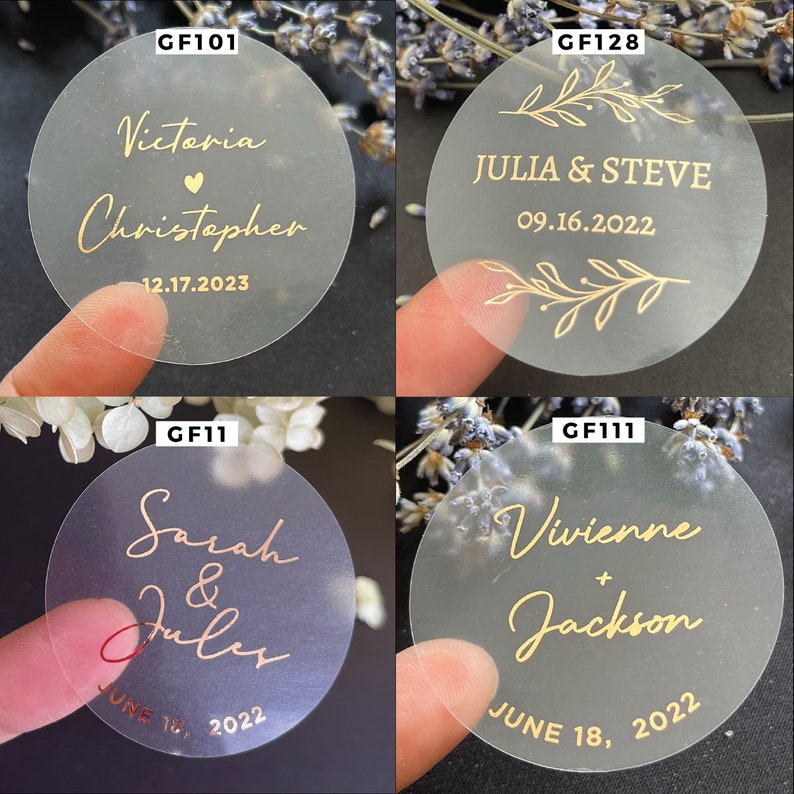 GF101
Victoria
♥
Christopher
12.17.2023
GF128
JULIA & STEVE
09.16.2022
GF11
Sarah
&
Jules
JUNE 18, 2022
GF111
Vivienne
+
Jackson
JUNE 18, 2022